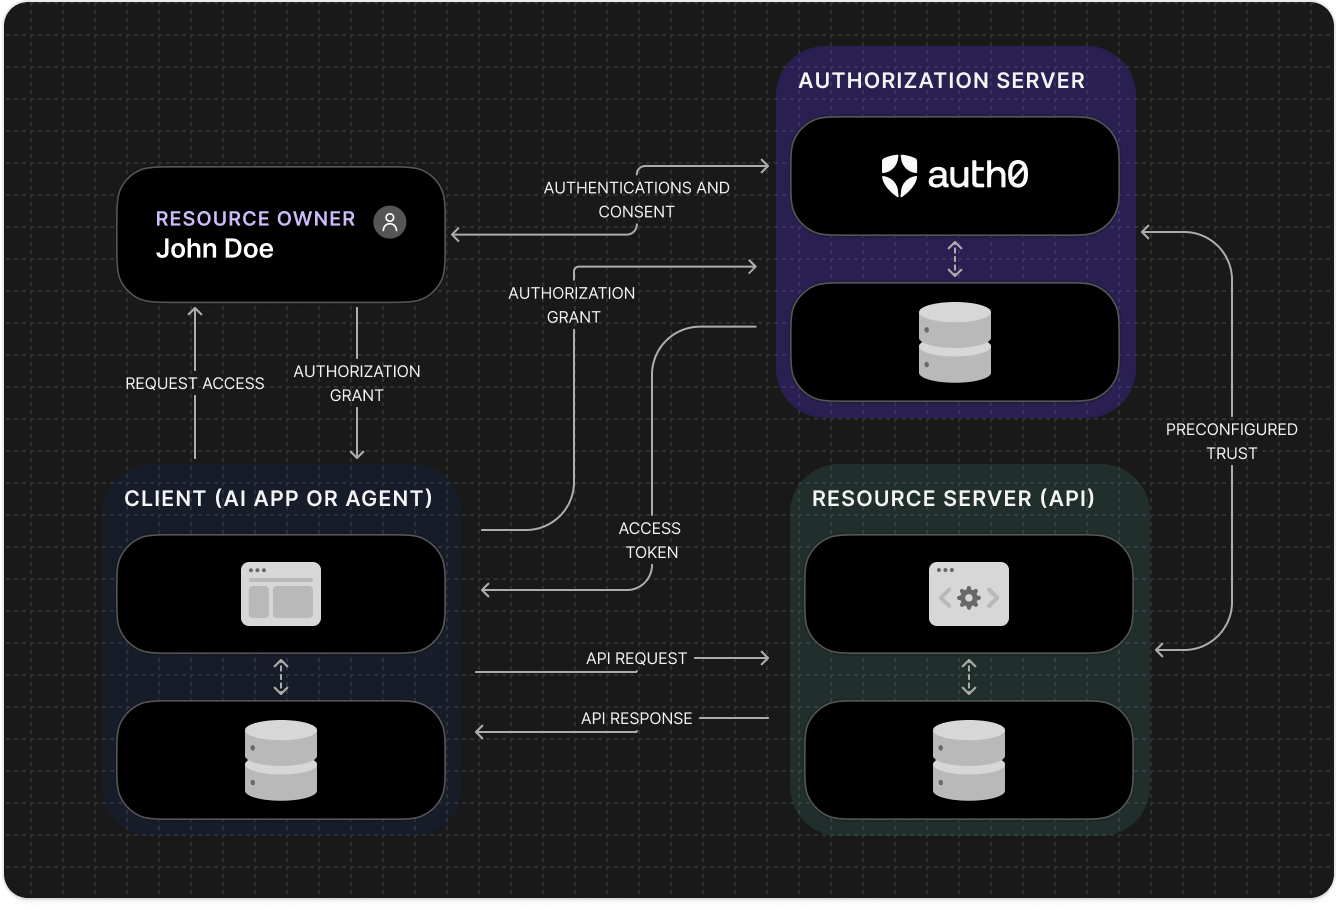 AUTHORIZATION SERVER
auth0
RESOURCE OWNER
John Doe
AUTHENTICATIONS AND
CONSENT
AUTHORIZATION
GRANT
REQUEST ACCESS
AUTHORIZATION
GRANT
PRECONFIGURED
TRUST
CLIENT (AI APP OR AGENT)
RESOURCE SERVER (API)
ACCESS
TOKEN
API REQUEST
API RESPONSE